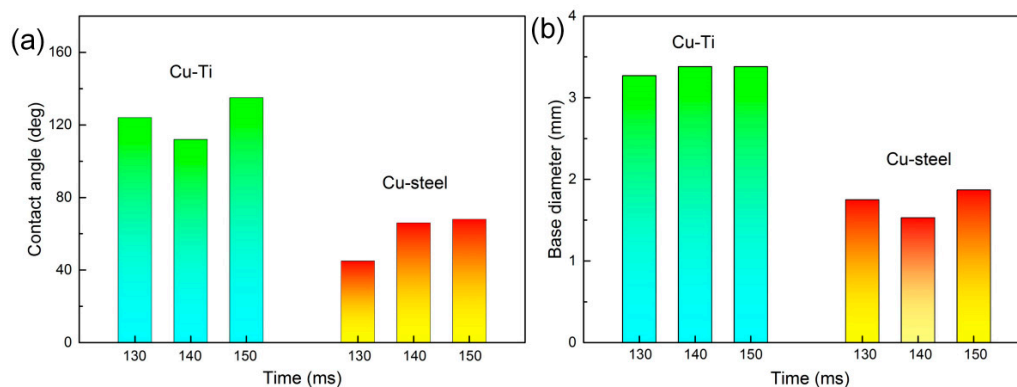 (a)
Contact angle (deg)
160
120
80
40
0
Cu-Ti
Cu-steel
130 140 150 130 140 150
Time (ms)
(b)
Base diameter (mm)
4
3
2
1
0
Cu-Ti
Cu-steel
130 140 150 130 140 150
Time (ms)